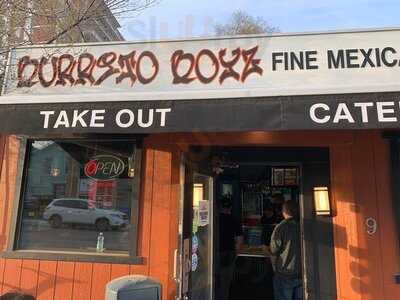 BURRITO BOYZ FINE MEXICA
TAKE OUT CATE
OPEN
9